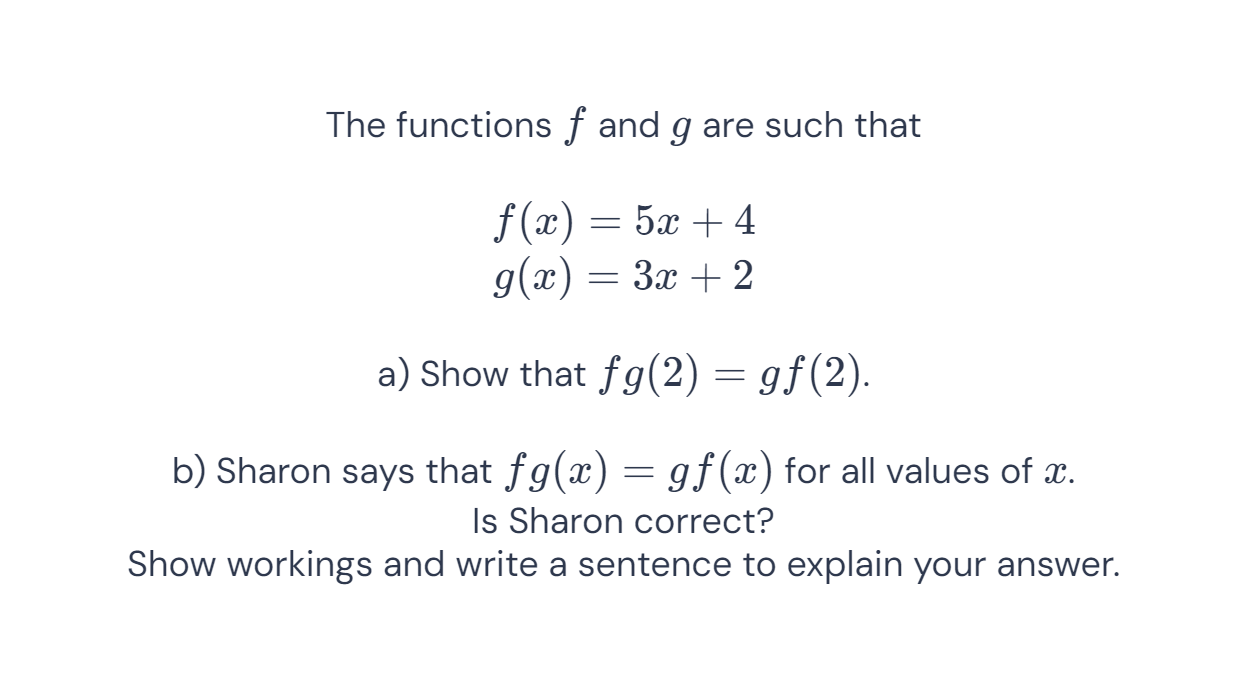 The functions f and g are such that
f(x) = 5x + 4
g(x) = 3x + 2
a) Show that fg(2) = gf(2).
b) Sharon says that fg(x) = gf(x) for all values of x.
Is Sharon correct?
Show workings and write a sentence to explain your answer.